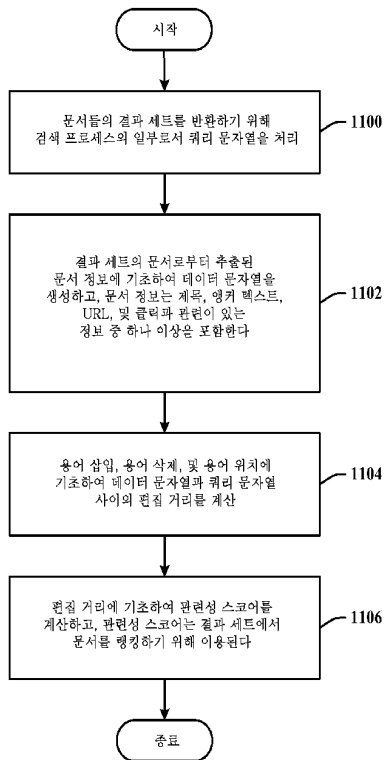 시작
문서들의 결과 세트를 반환하기 위해
검색 프로세스의 일부로서 쿼리 문자열을 처리
1100
결과 세트의 문서로부터 추출된
문서 정보에 기초하여 데이터 문자열을
생성하고, 문서 정보는 제목, 앵커 텍스트,
URL, 및 클릭과 관련이 있는
정보 중 하나 이상을 포함한다
1102
용어 삽입, 용어 삭제, 및 용어 위치에
기초하여 데이터 문자열과 쿼리 문자열
사이의 편집 거리를 계산
1104
편집 거리에 기초하여 관련성 스코어를
계산하고, 관련성 스코어는 결과 세트에서
문서를 랭킹하기 위해 이용된다
1106
종료